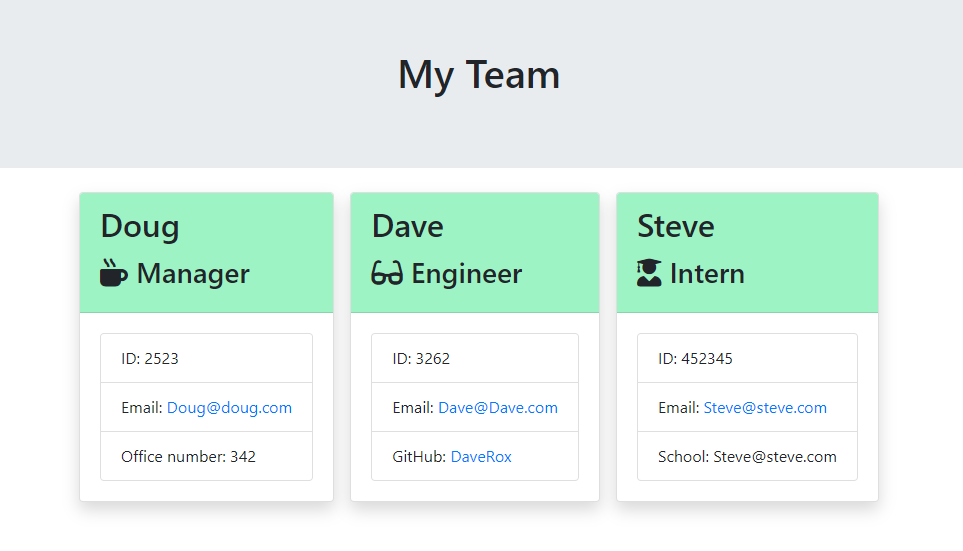 My Team
Doug
Manager
ID: 2523
Email: Doug@doug.com
Office number: 342
Dave
Engineer
ID: 3262
Email: Dave@Dave.com
GitHub: DaveRox
Steve
Intern
ID: 452345
Email: Steve@steve.com
School: Steve@steve.com